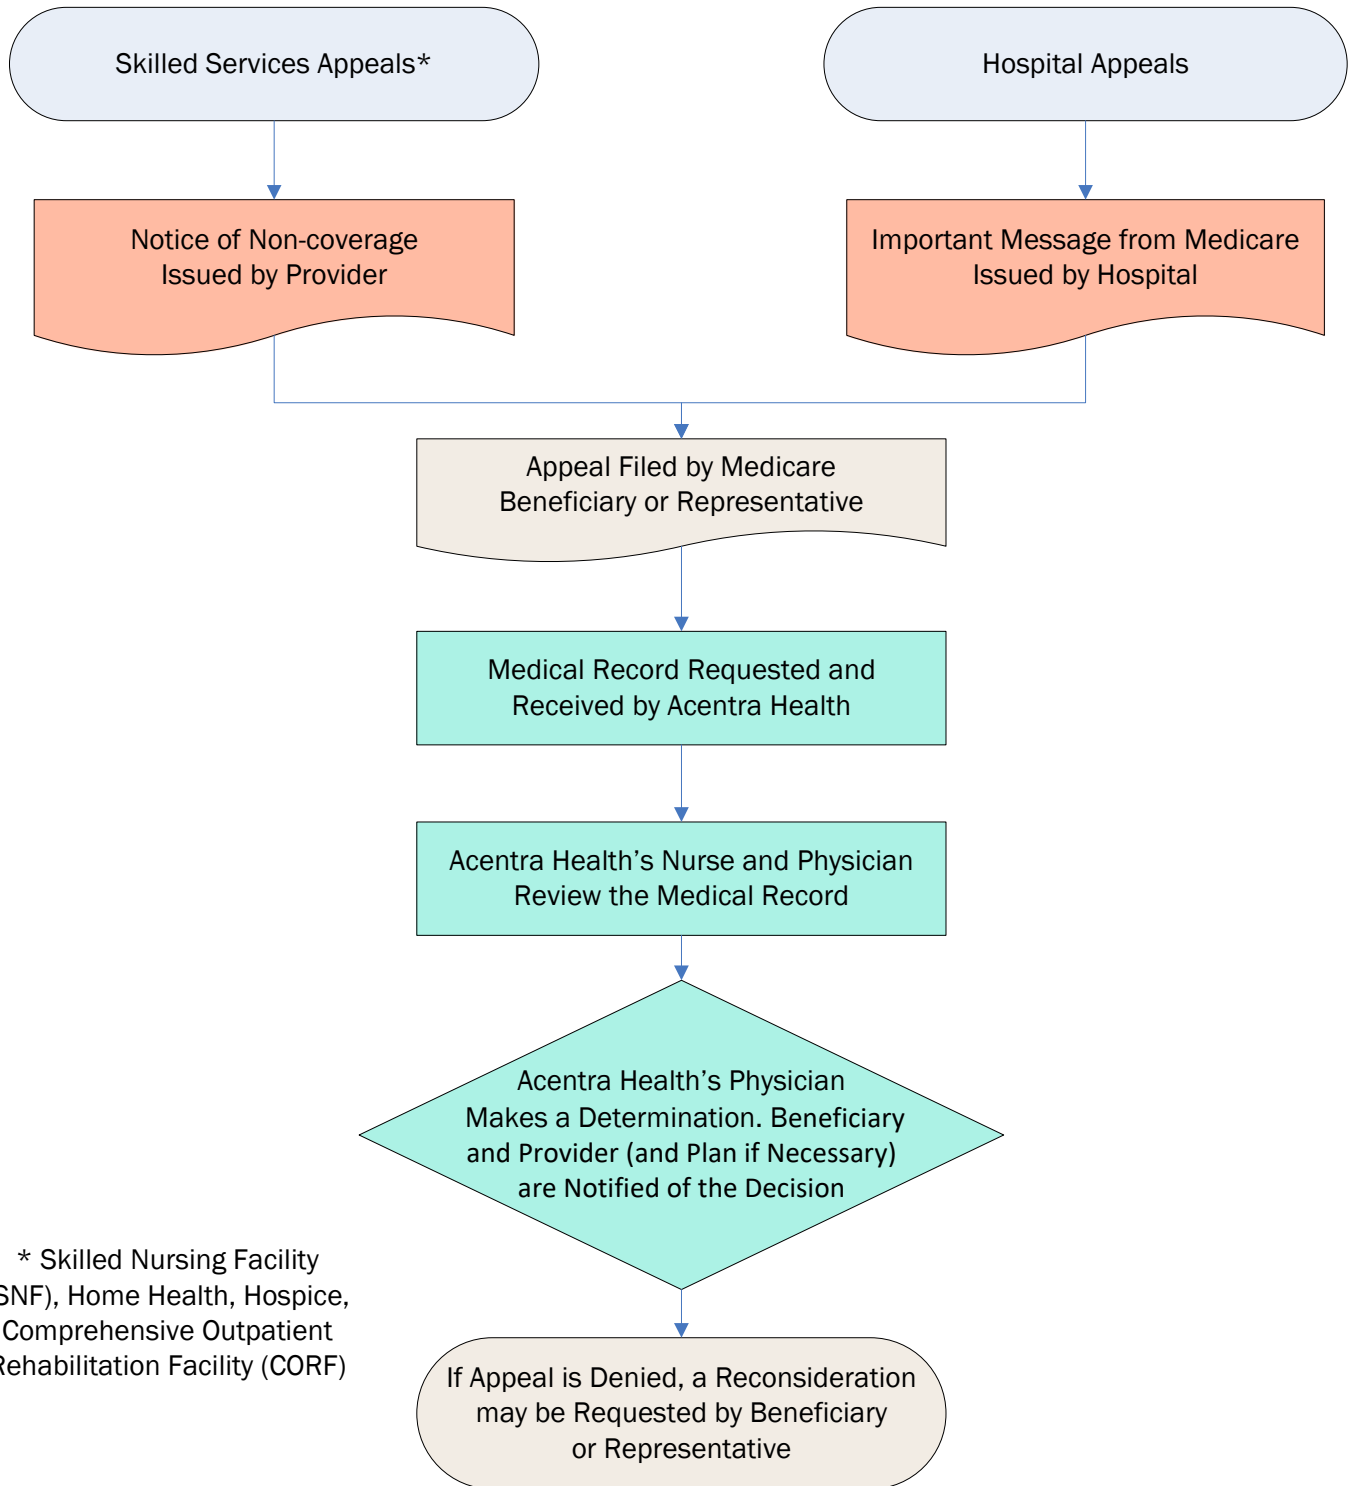 Skilled Services Appeals*
Hospital Appeals
Notice of Non-coverage
Issued by Provider
Important Message from Medicare
Issued by Hospital
Appeal Filed by Medicare
Beneficiary or Representative
Medical Record Requested and
Received by Acentra Health
Acentra Health’s Nurse and Physician
Review the Medical Record
Acentra Health’s Physician
Makes a Determination. Beneficiary
and Provider (and Plan if Necessary)
are Notified of the Decision
* Skilled Nursing Facility
SNF), Home Health, Hospice,
Comprehensive Outpatient
Rehabilitation Facility (CORF)
If Appeal is Denied, a Reconsideration
may be Requested by Beneficiary
or Representative